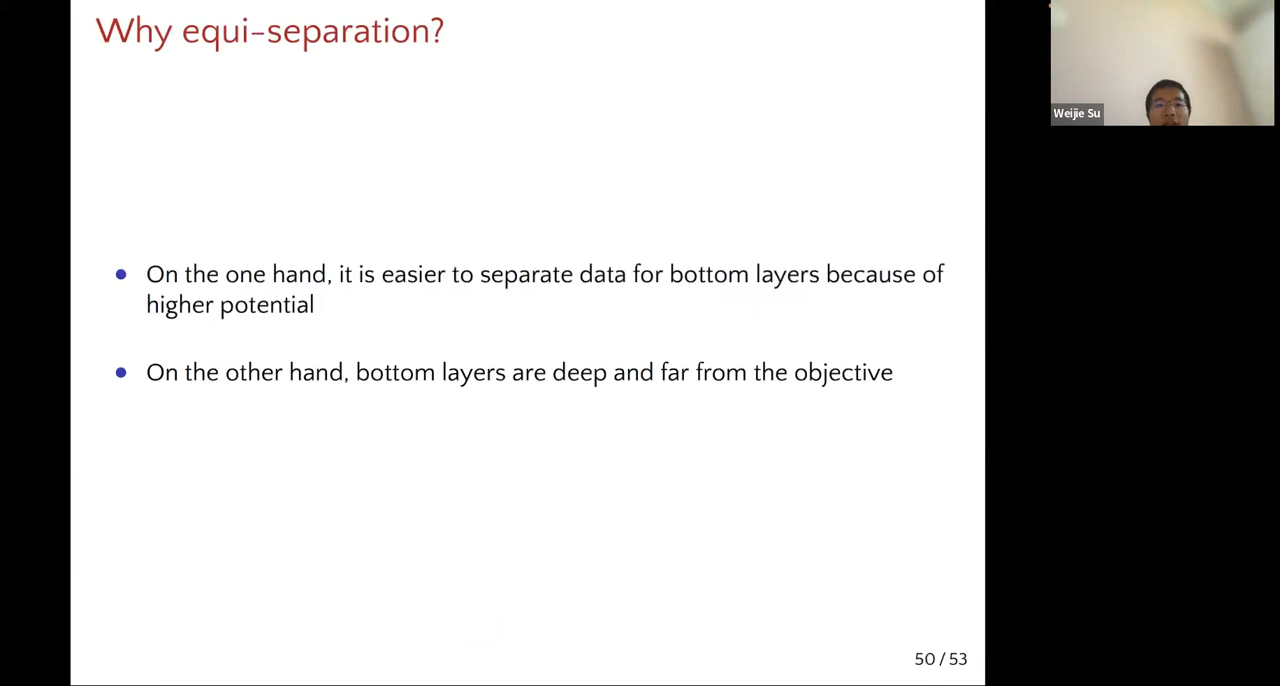 Why equi-separation?
Weijie Su
On the one hand, it is easier to separate data for bottom layers because of
higher potential
On the other hand, bottom layers are deep and far from the objective
50 / 53